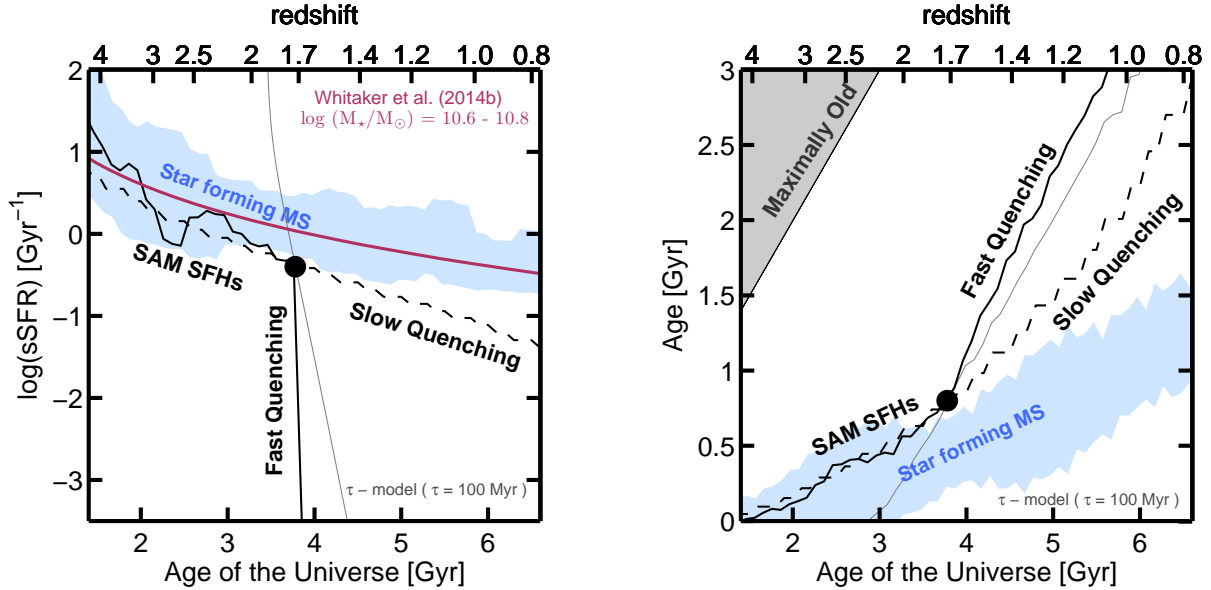 redshift
4 3 2.5 2 1.7 1.4 1.2 1.0 0.8
2
1
0
−1
−2
−3
log(sSFR) [Gyr⁻¹]
Whitaker et al. (2014b)
log (M⋆/M⊙) = 10.6 - 10.8
Star forming MS
SAM SFHs
Slow Quenching
Fast Quenching
τ − model ( τ = 100 Myr )
2 3 4 5 6
Age of the Universe [Gyr]
redshift
4 3 2.5 2 1.7 1.4 1.2 1.0 0.8
3
2.5
2
1.5
1
0.5
0
Age [Gyr]
Maximally Old
Fast Quenching
Slow Quenching
SAM SFHs
Star forming MS
τ − model ( τ = 100 Myr )
2 3 4 5 6
Age of the Universe [Gyr]